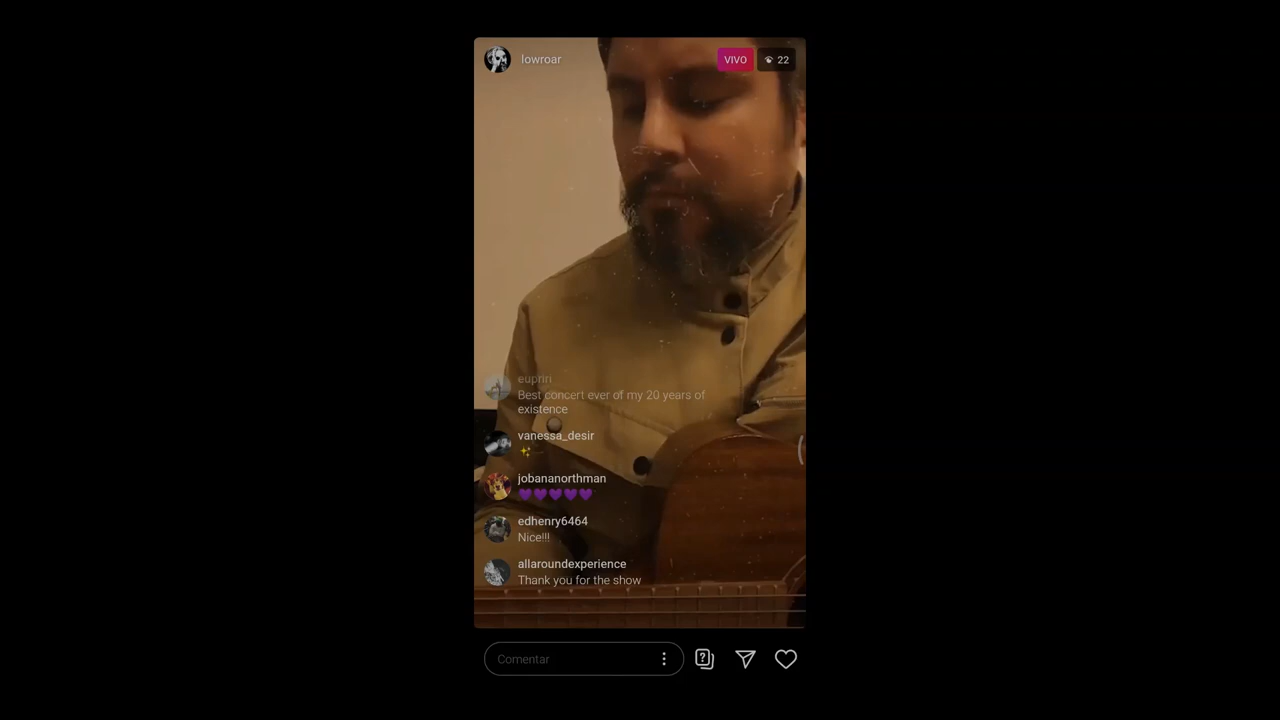 lowroar
VIVO
22
eupriri
Best concert ever of my 20 years of
existence
vanessa_desir
jobananorthman
edhenry6464
Nice!!!
allaroundexperience
Thank you for the show
Comentar